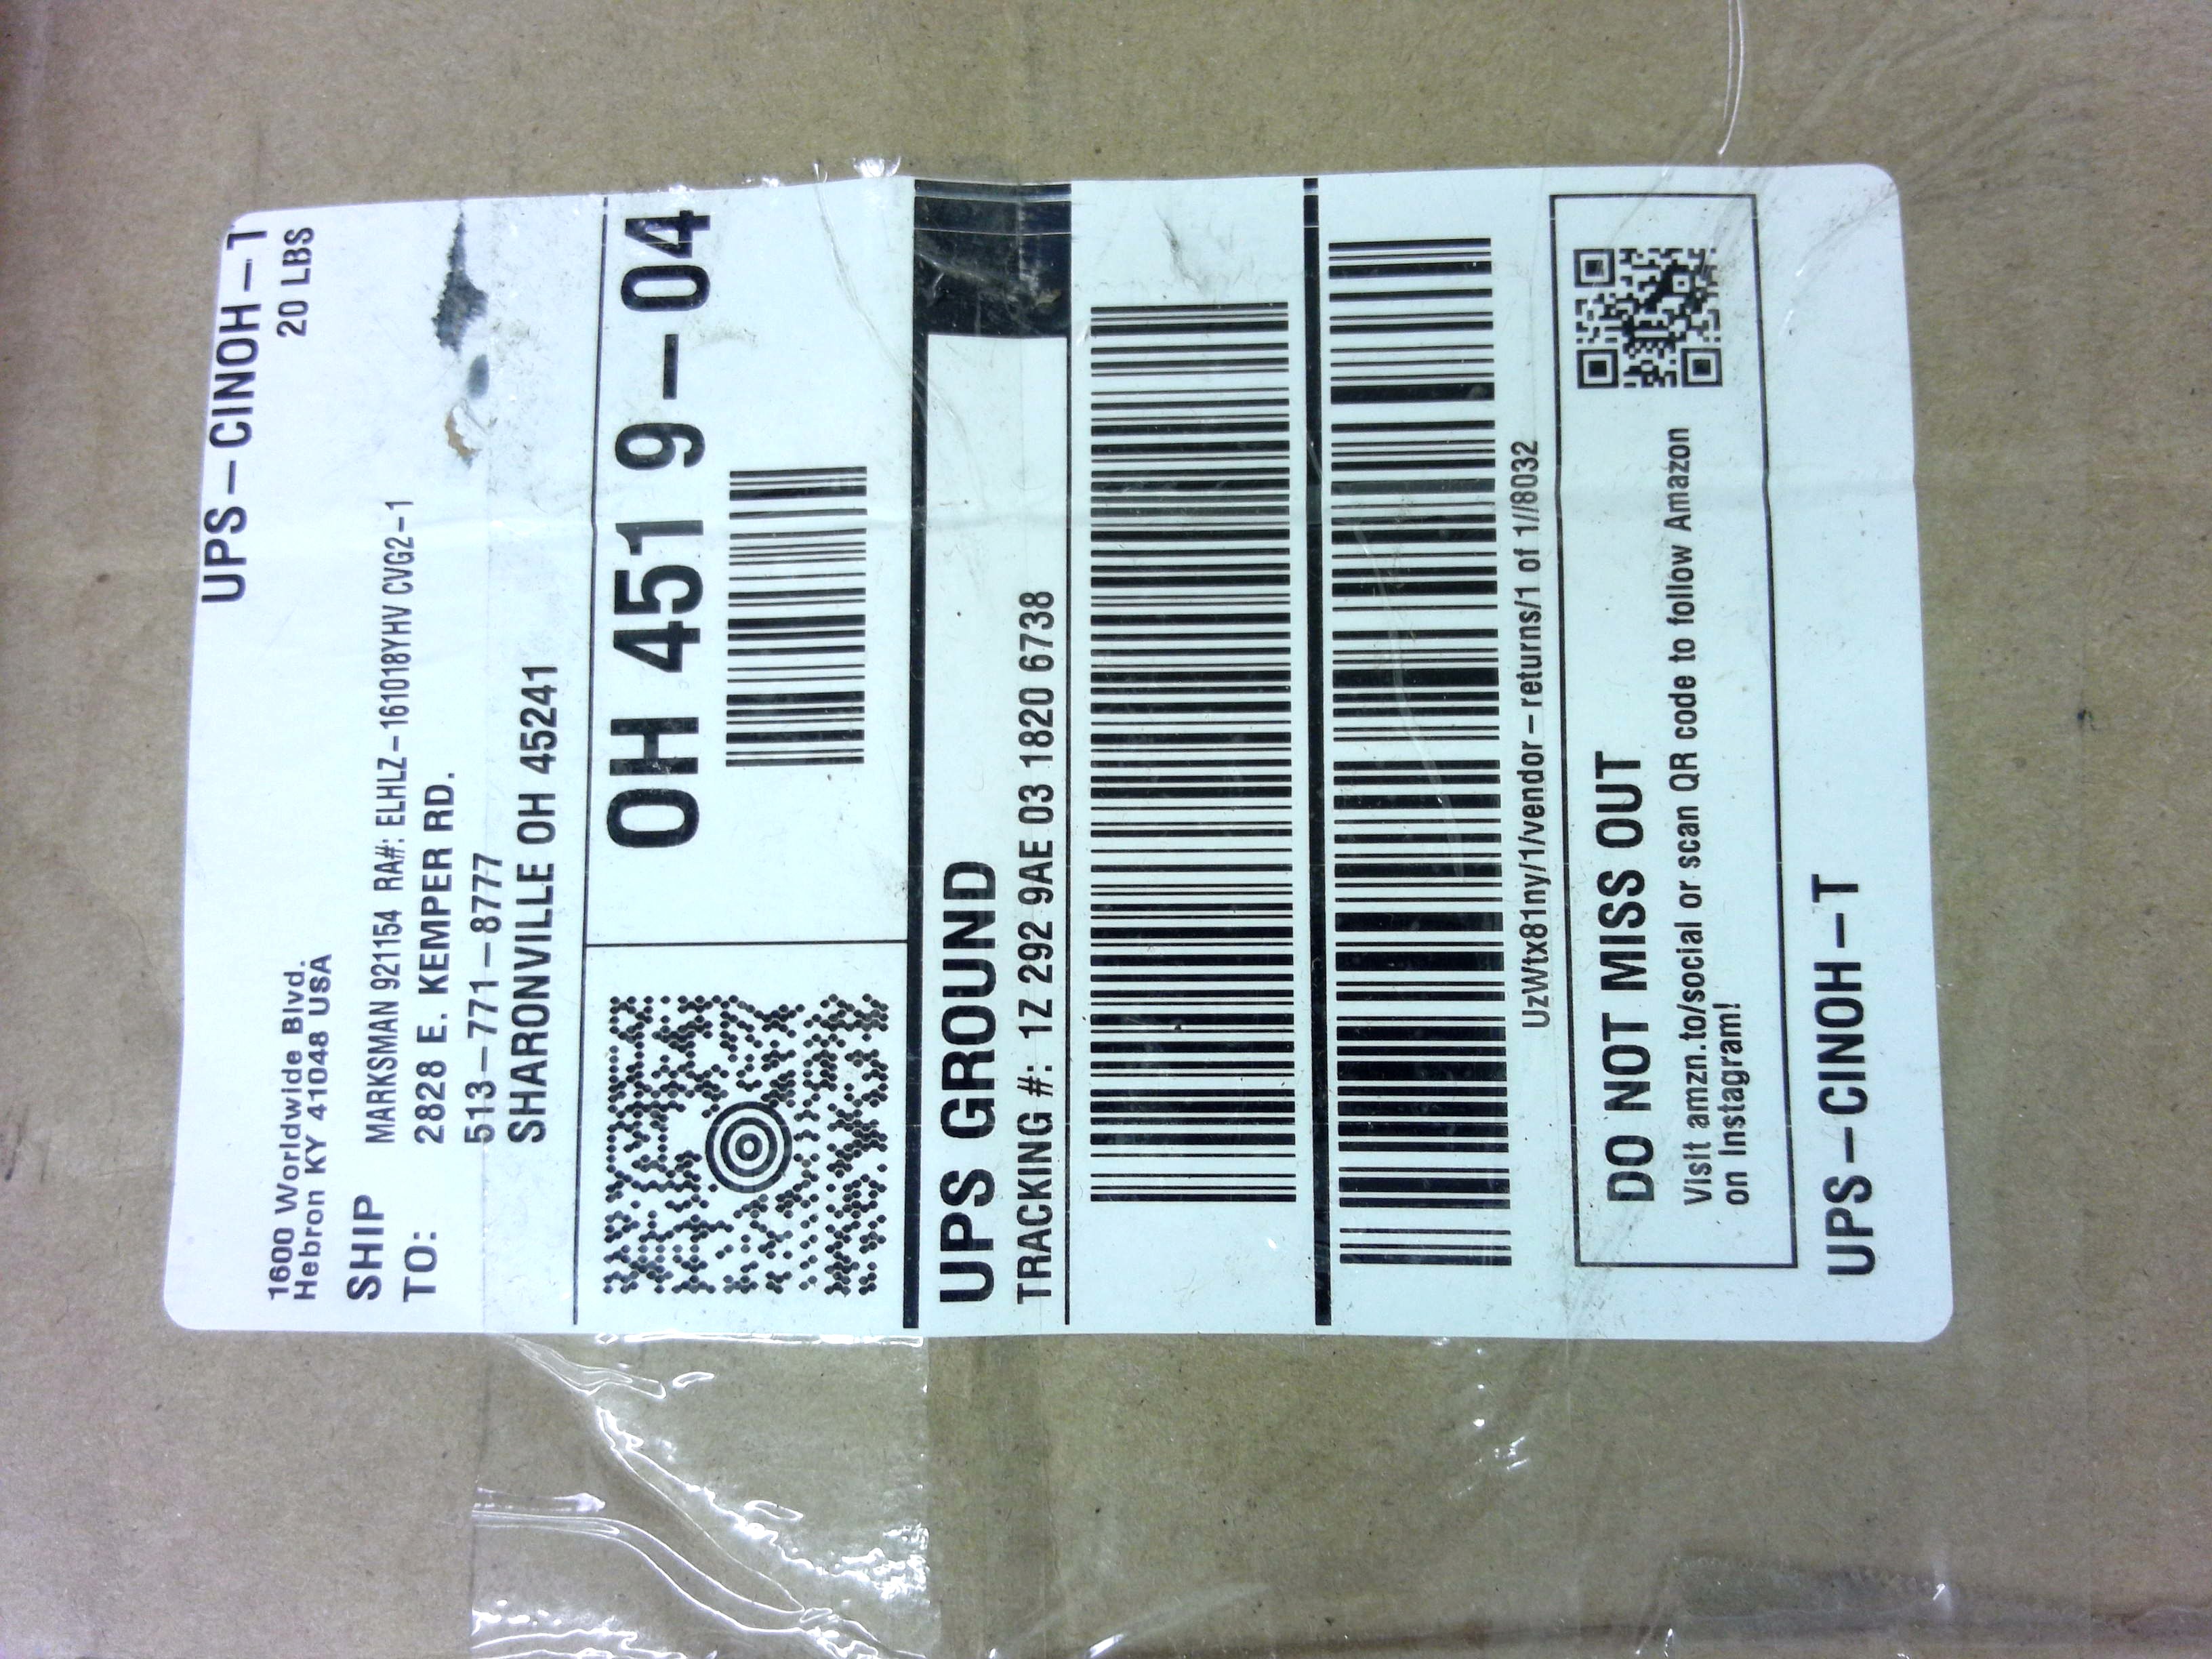 UPS-CINOH-T
20 LBS
1600 Worldwide Blvd.
Hebron KY 41048 USA
SHIP
TO:
MARKSMAN 921154 RA#: ELHLZ-161018YHV CVG2-1
2828 E. KEMPER RD.
513-771-8777
SHARONVILLE OH 45241
OH 451 9-04
UPS GROUND
TRACKING #: 1Z 292 9AE 03 1820 6738
UzWtx81ny/1/vendor-returns/1 of 1//8032
DO NOT MISS OUT
Visit amzn.to/social or scan QR code to follow Amazon
on Instagram!
UPS-CINOH-T